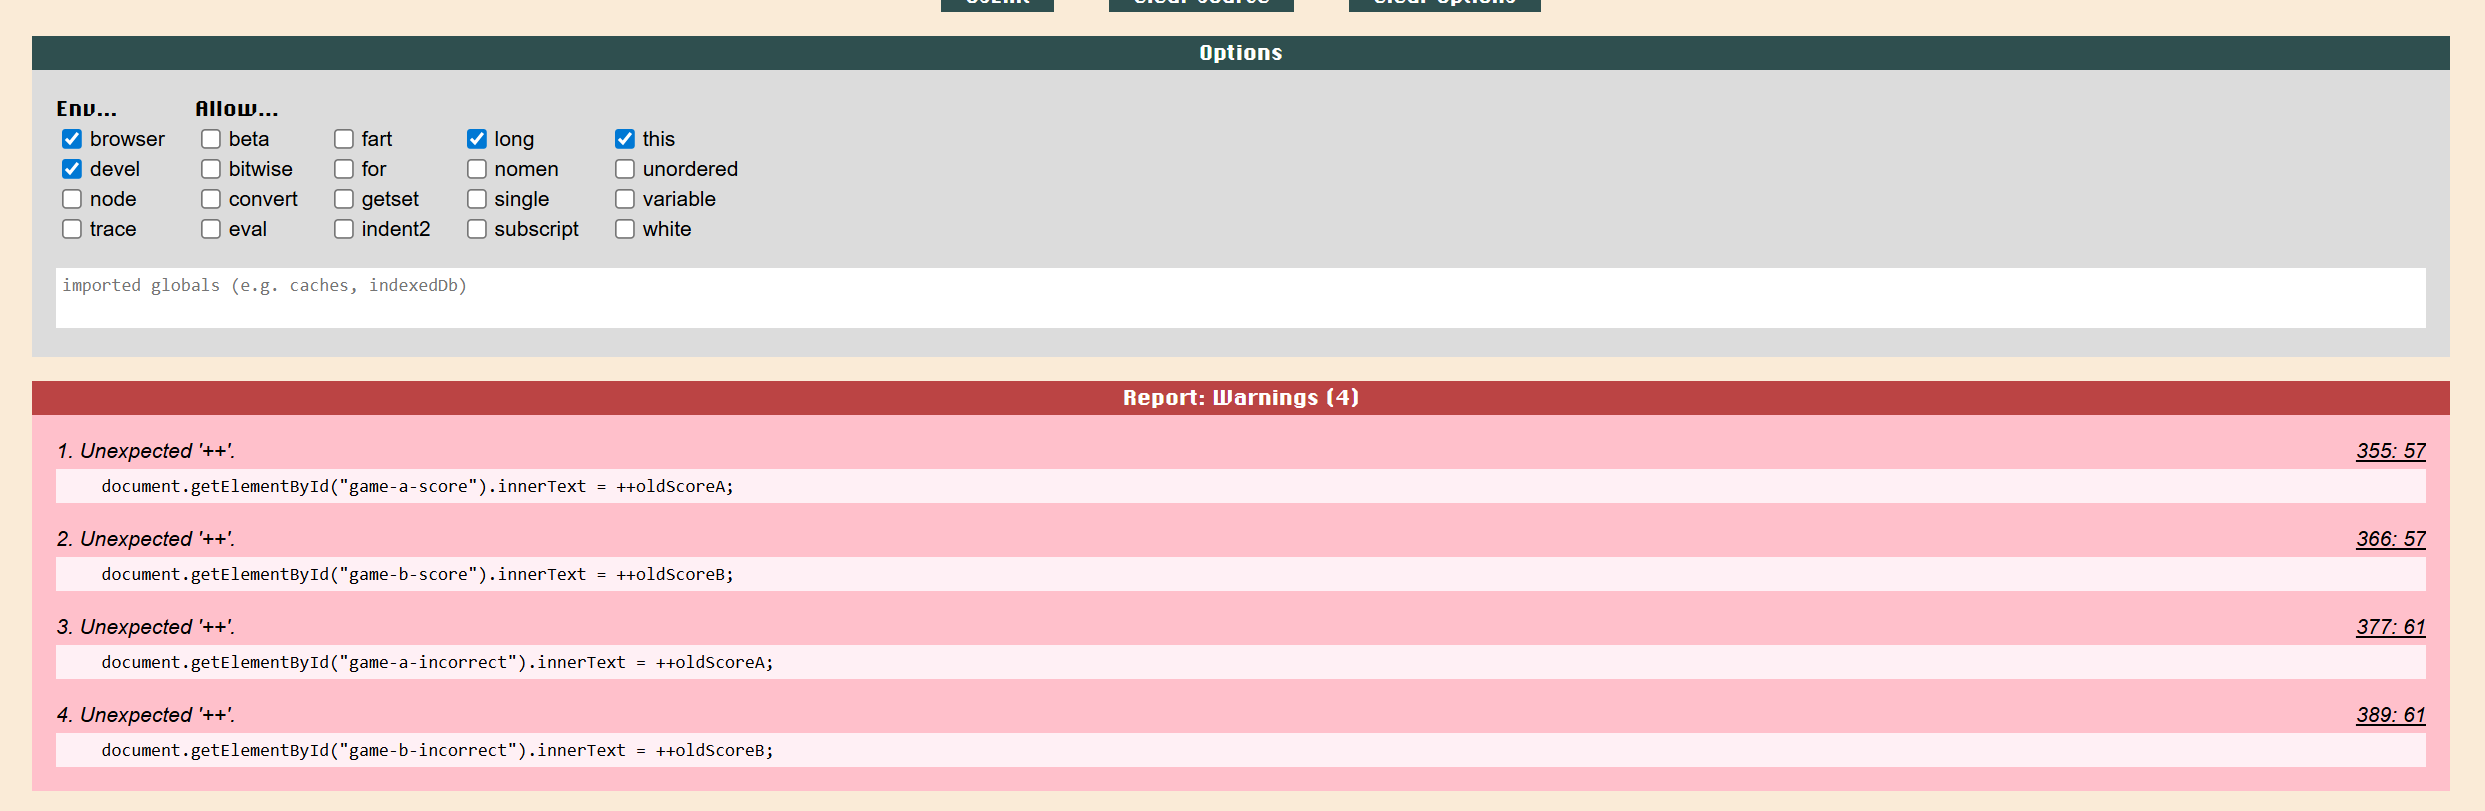 Options
Env... Allow...
browser beta fart long this
devel bitwise for nomen unordered
node convert getset single variable
trace eval indent2 subscript white
imported globals (e.g. caches, indexedDb)
Report: Warnings (4)
1. Unexpected '++'. 355: 57
document.getElementById("game-a-score").innerText = ++oldScoreA;
2. Unexpected '++'. 366: 57
document.getElementById("game-b-score").innerText = ++oldScoreB;
3. Unexpected '++'. 377: 61
document.getElementById("game-a-incorrect").innerText = ++oldScoreA;
4. Unexpected '++'. 389: 61
document.getElementById("game-b-incorrect").innerText = ++oldScoreB;